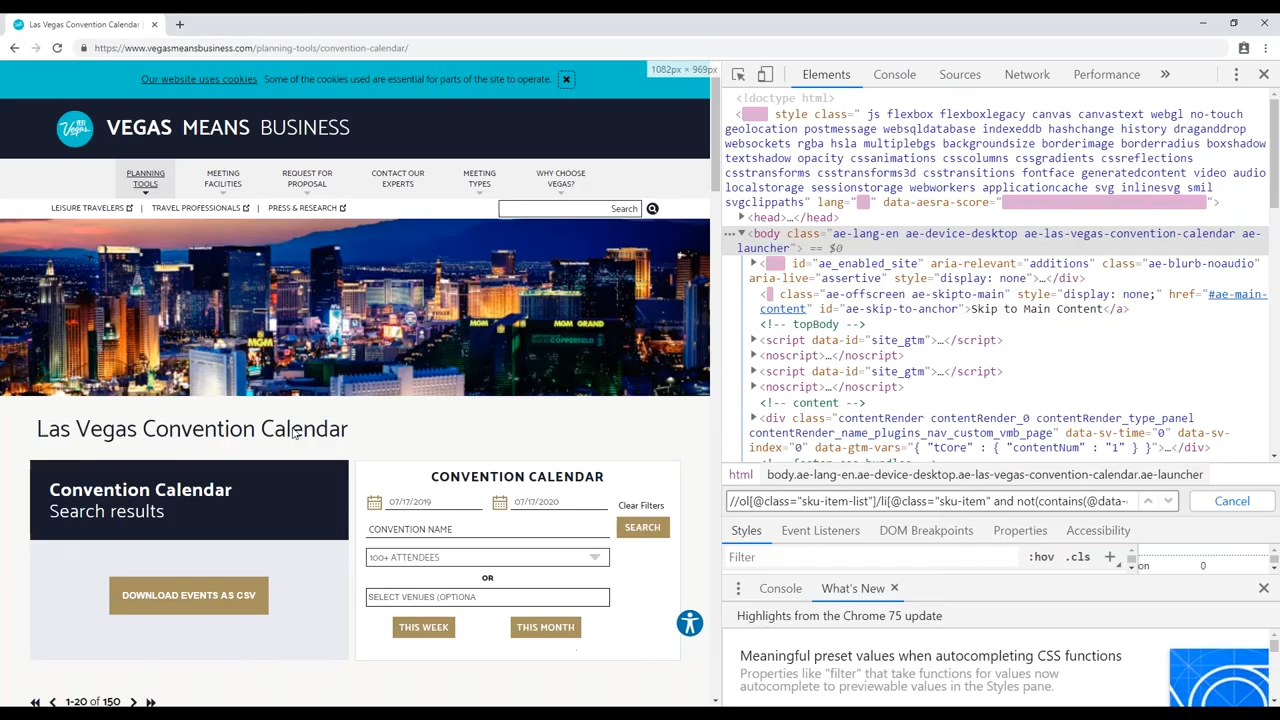 Las Vegas Convention Calendar
https://www.vegasmeansbusiness.com/planning-tools/convention-calendar/
Our website uses cookies. Some of the cookies used are essential for parts of the site to operate.
1082px × 969px
Vegas
VEGAS MEANS BUSINESS
PLANNING TOOLS
MEETING FACILITIES
REQUEST FOR PROPOSAL
CONTACT OUR EXPERTS
MEETING TYPES
WHY CHOOSE VEGAS?
LEISURE TRAVELERS | TRAVEL PROFESSIONALS | PRESS & RESEARCH
Search
MGM
MGM
MGM GRAND
Las Vegas Convention Calendar
Convention Calendar
Search results
DOWNLOAD EVENTS AS CSV
CONVENTION CALENDAR
07/17/2019 07/17/2020 Clear Filters
CONVENTION NAME SEARCH
100+ ATTENDEES
OR
SELECT VENUES (OPTIONA
THIS WEEK THIS MONTH
1-20 of 150
Elements Console Sources Network Performance »
<!doctype html>
< style class=" js flexbox flexboxlegacy canvas canvastext webgl no-touch
geolocation postmessage websqldatabase indexeddb hashchange history draganddrop
websockets rgba hsla multiplebgs backgroundsize borderimage borderradius boxshadow
textshadow opacity cssanimations csscolumns cssgradients cssreflections
csstransforms csstransforms3d csstransitions fontface generatedcontent video audio
localstorage sessionstorage webworkers applicationcache svg inlinesvg smil
svgclippaths" lang=" " data-aesra-score=" ">
<head>…</head>
<body class="ae-lang-en ae-device-desktop ae-las-vegas-convention-calendar ae-
launcher"> == $0
< id="ae_enabled_site" aria-relevant="additions" class="ae-blurb-noaudio"
aria-live="assertive" style="display: none">…</div>
< class="ae-offscreen ae-skipto-main" style="display: none;" href="#ae-main-
content" id="ae-skip-to-anchor">Skip to Main Content</a>
<!-- topBody -->
<script data-id="site_gtm">…</script>
<noscript>…</noscript>
<script data-id="site_gtm">…</script>
<noscript>…</noscript>
<!-- content -->
<div class="contentRender contentRender_0 contentRender_type_panel
contentRender_name_plugins_nav_custom_vmb_page" data-sv-time="0" data-sv-
index="0" data-gtm-vars="{ "tCore" : { "contentNum" : "1" } }">…</div>
html body.ae-lang-en.ae-device-desktop.ae-las-vegas-convention-calendar.ae-launcher
//ol[@class="sku-item-list"]/li[@class="sku-item" and not(contains(@data- Cancel
Styles Event Listeners DOM Breakpoints Properties Accessibility
Filter :hov .cls + on 0
Console What's New
Highlights from the Chrome 75 update
Meaningful preset values when autocompleting CSS functions
Properties like "filter" that take functions for values now
autocomplete to previewable values in the Styles pane.